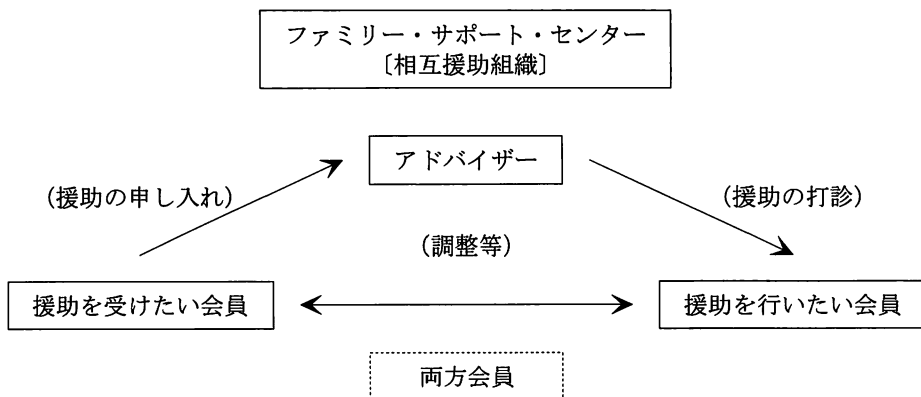 ファミリー・サポート・センター
〔相互援助組織〕
アドバイザー
(援助の申し入れ)
(援助の打診)
(調整等)
援助を受けたい会員
援助を行いたい会員
両方会員